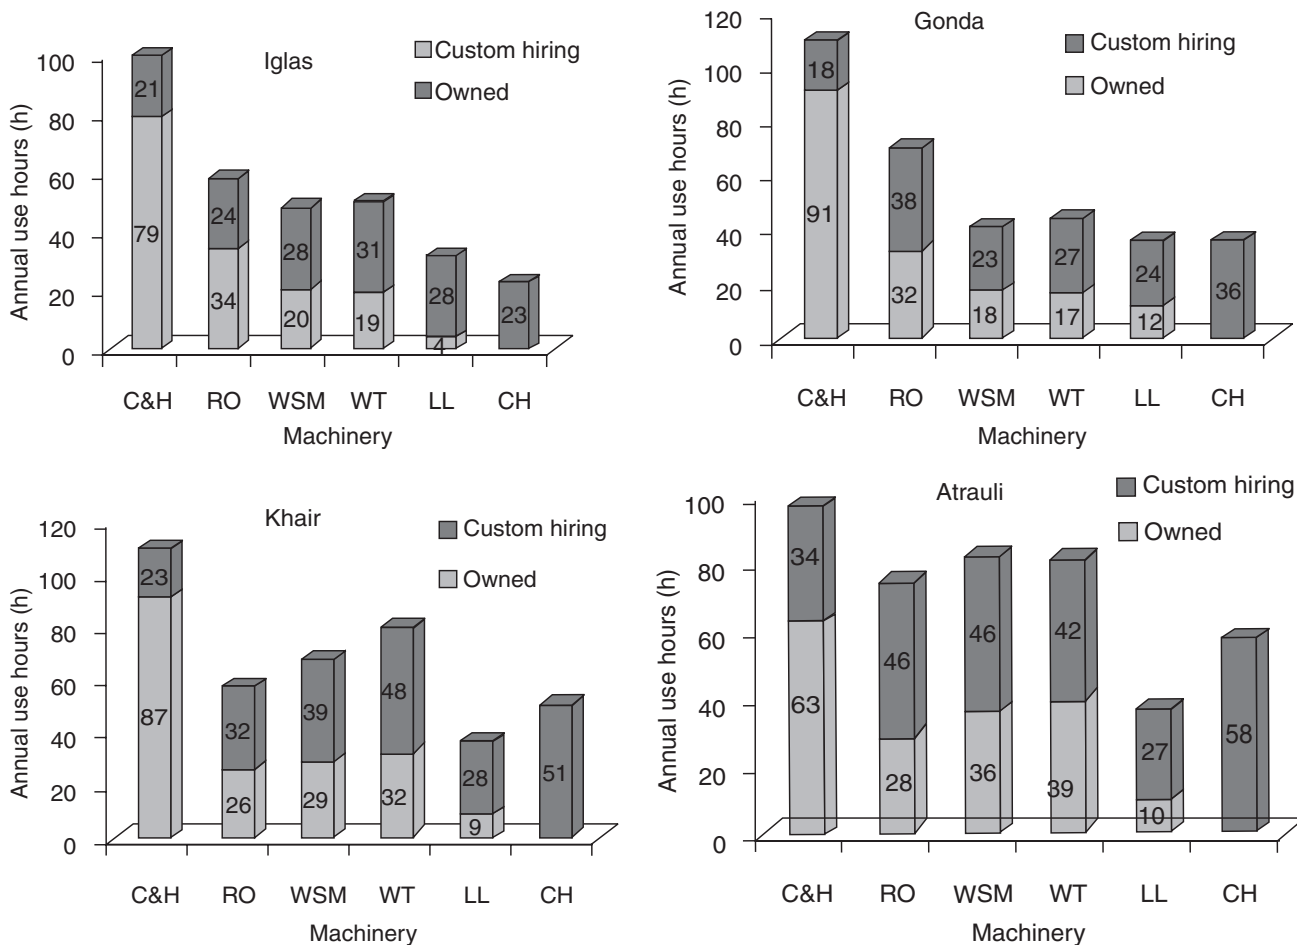 Iglas
Custom hiring
Owned
Annual use hours (h)
100
80
60
40
20
0
21
79
24
34
28
20
31
19
28
4
23
C&H RO WSM WT LL CH
Machinery
Gonda
Custom hiring
Owned
Annual use hours (h)
120
100
80
60
40
20
0
18
91
38
32
23
18
27
17
24
12
36
C&H RO WSM WT LL CH
Machinery
Khair
Custom hiring
Owned
Annual use hours (h)
120
100
80
60
40
20
0
23
87
32
26
39
29
48
32
28
9
51
C&H RO WSM WT LL CH
Machinery
Atrauli
Custom hiring
Owned
Annual use hours (h)
100
80
60
40
20
0
34
63
46
28
46
36
42
39
27
10
58
C&H RO WSM WT LL CH
Machinery